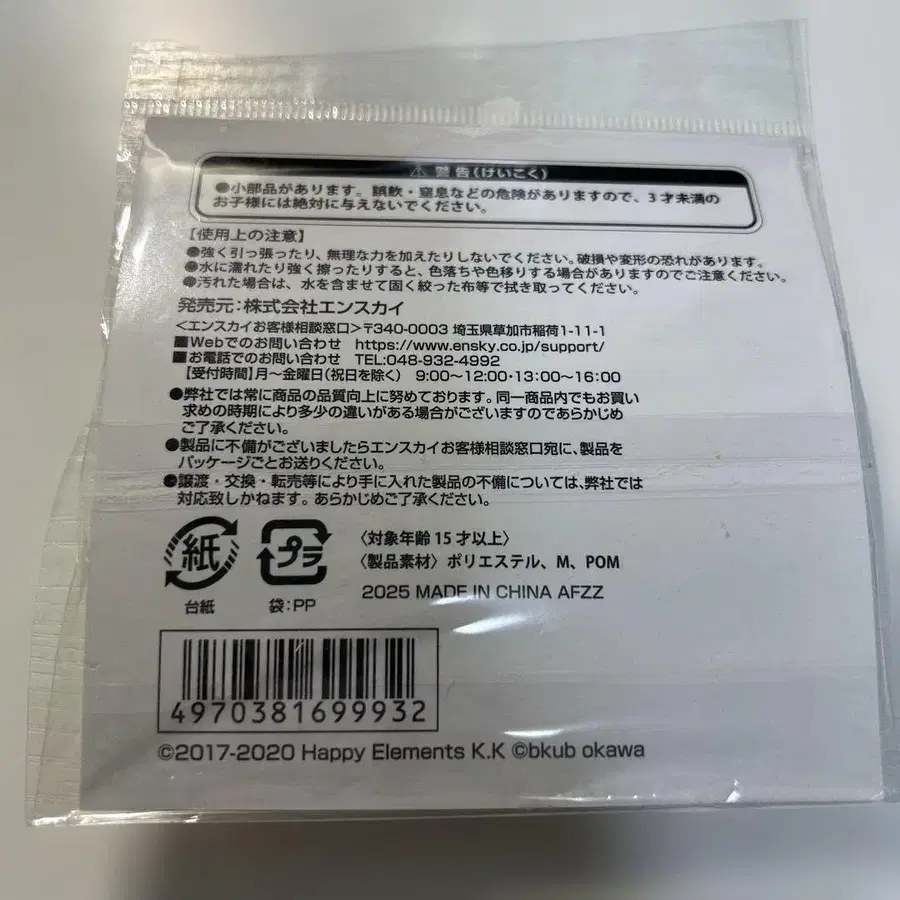 ⚠ 警告(けいこく)
●小部品があります。誤飲・窒息などの危険がありますので、3才未満の
お子様には絶対に与えないでください。
【使用上の注意】
●強く引っ張ったり、無理な力を加えたりしないでください。破損や変形の恐れがあります。
●水に濡れたり強く擦ったりすると、色落ちや色移りする場合がありますのでご注意ください。
●汚れた場合は、水を含ませて固く絞った布等で拭き取ってください。
発売元:株式会社エンスカイ
<エンスカイお客様相談窓口>〒340-0003 埼玉県草加市稲荷1-11-1
■Webでのお問い合わせ https://www.ensky.co.jp/support/
■お電話でのお問い合わせ TEL:048-932-4992
【受付時間】月〜金曜日(祝日を除く) 9:00〜12:00・13:00〜16:00
●弊社では常に商品の品質向上に努めております。同一商品内でもお買い
求めの時期により多少の違いがある場合がございますのであらかじめ
ご了承ください。
●製品に不備がございましたらエンスカイお客様相談窓口宛に、製品を
パッケージごとお送りください。
●譲渡・交換・転売等により手に入れた製品の不備については、弊社では
対応致しかねます。あらかじめご了承ください。
紙
台紙
プラ
袋:PP
〈対象年齢15才以上〉
〈製品素材〉ポリエステル、M、POM
2025 MADE IN CHINA AFZZ
4970381699932
©2017-2020 Happy Elements K.K ©bkub okawa